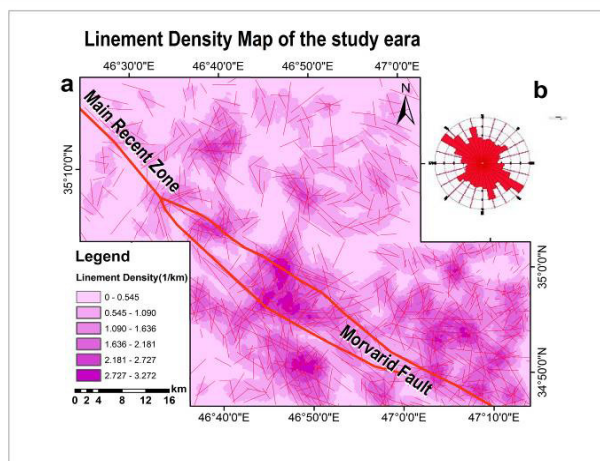 Linement Density Map of the study eara
46°30'0"E 46°40'0"E 46°50'0"E 47°0'0"E
a
b
N
Main Recent Zone
35°10'0"N
Legend
Linement Density(1/km)
0 - 0.545
0.545 - 1.090
1.090 - 1.636
1.636 - 2.181
2.181 - 2.727
2.727 - 3.272
km
0 2 4 8 12 16
Morvarid Fault
35°0'0"N
34°50'0"N
46°40'0"E 46°50'0"E 47°0'0"E 47°10'0"E